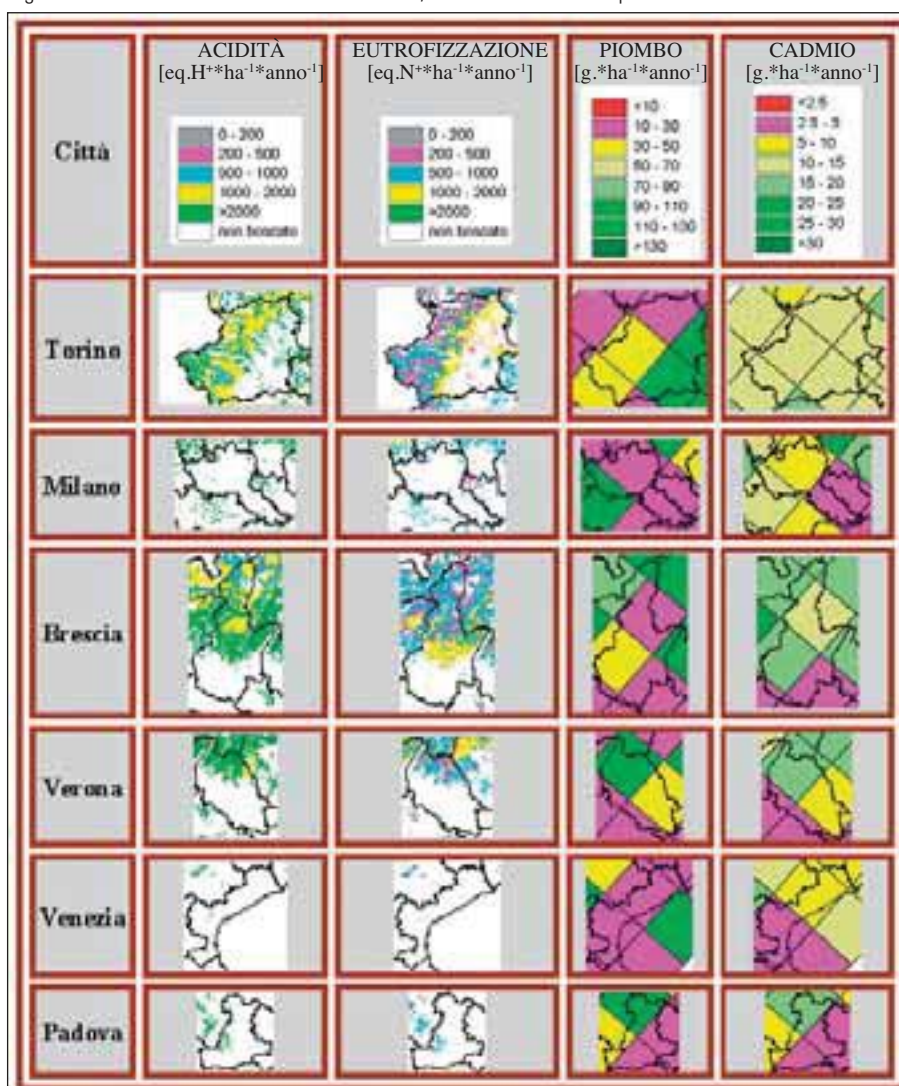 ACIDITÀ
[eq.H⁺*ha⁻¹*anno⁻¹]
EUTROFIZZAZIONE
[eq.N⁺*ha⁻¹*anno⁻¹]
PIOMBO
[g.*ha⁻¹*anno⁻¹]
CADMIO
[g.*ha⁻¹*anno⁻¹]
Città
0 - 200
200 - 500
500 - 1000
1000 - 2000
>2000
non boscato
0 - 200
200 - 500
500 - 1000
1000 - 2000
>2000
non boscato
<10
10 - 30
30 - 50
50 - 70
70 - 90
90 - 110
110 - 130
>130
<2.5
2.5 - 5
5 - 10
10 - 15
15 - 20
20 - 25
25 - 30
>30
Torino
Milano
Brescia
Verona
Venezia
Padova